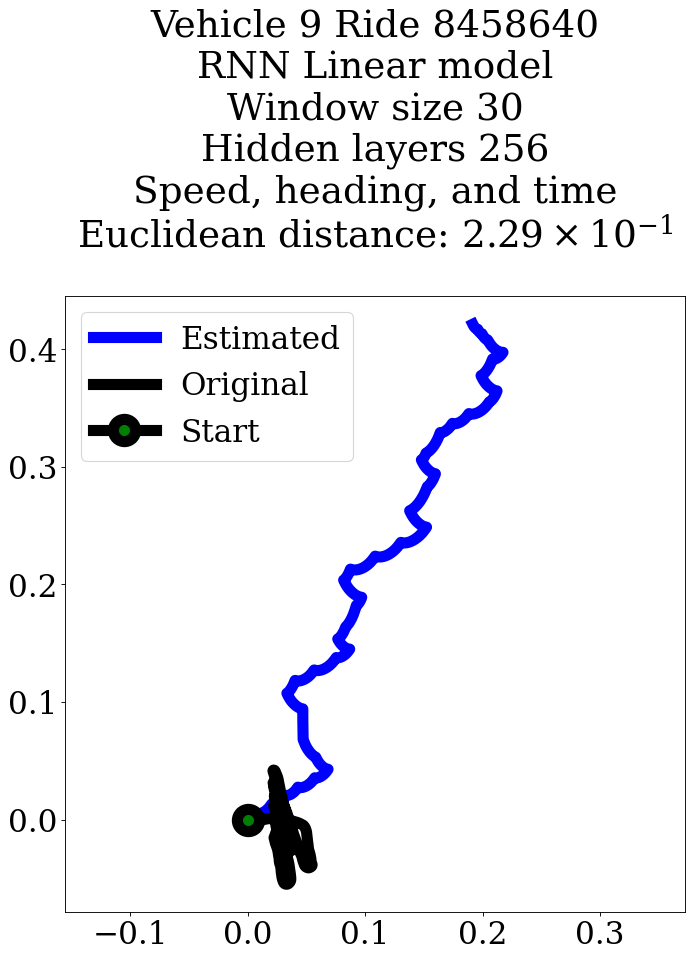 Vehicle 9 Ride 8458640
RNN Linear model
Window size 30
Hidden layers 256
Speed, heading, and time
Euclidean distance: 2.29 × 10⁻¹
Estimated
Original
Start
0.4
0.3
0.2
0.1
0.0
−0.1 0.0 0.1 0.2 0.3